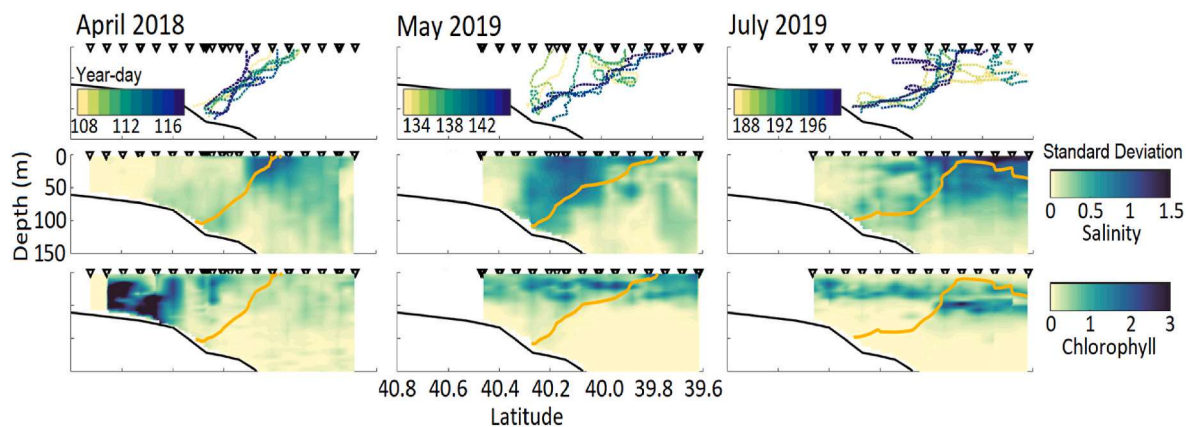 April 2018
May 2019
July 2019
Year-day
108 112 116
134 138 142
188 192 196
0
50
100
150
Depth (m)
Standard Deviation
0 0.5 1 1.5
Salinity
0 1 2 3
Chlorophyll
40.8 40.6 40.4 40.2 40.0 39.8 39.6
Latitude